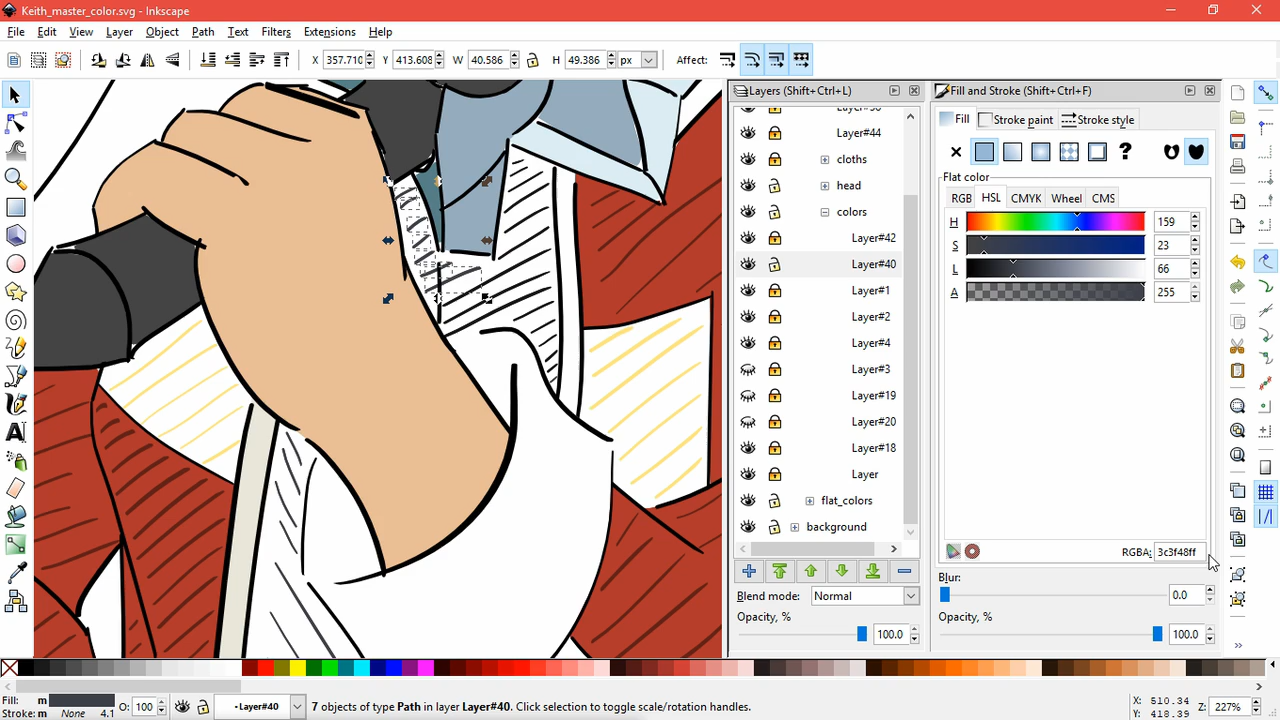 Keith_master_color.svg - Inkscape
File Edit View Layer Object Path Text Filters Extensions Help
X 357.710 Y 413.608 W 40.586 H 49.386 px Affect:
Layers (Shift+Ctrl+L)
Fill and Stroke (Shift+Ctrl+F)
Fill Stroke paint Stroke style
Layer#44
cloths
head
colors
Layer#42
Layer#40
Layer#1
Layer#2
Layer#4
Layer#3
Layer#19
Layer#20
Layer#18
Layer
flat_colors
background
Blend mode: Normal
Opacity, %
100.0
?
Flat color
RGB HSL CMYK Wheel CMS
H 159
S 23
L 66
A 255
RGBA: 3c3f48ff
Blur:
0.0
Opacity, %
100.0
Fill: m
Stroke: m None 4.1
O: 100
•Layer#40
7 objects of type Path in layer Layer#40. Click selection to toggle scale/rotation handles.
X: 510.34
Y: 418.39
Z: 227%